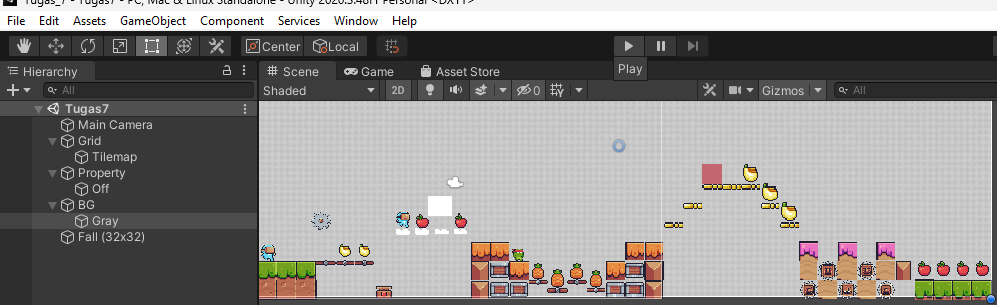 Tugas_7 - Tugas7 - PC, Mac & Linux Standalone - Unity 2020.3.48f1 Personal <DX11>
File Edit Assets GameObject Component Services Window Help
Center Local
Play
Hierarchy
All
Scene Game Asset Store
Shaded 2D 0 Gizmos All
Tugas7
Main Camera
Grid
Tilemap
Property
Off
BG
Gray
Fall (32x32)